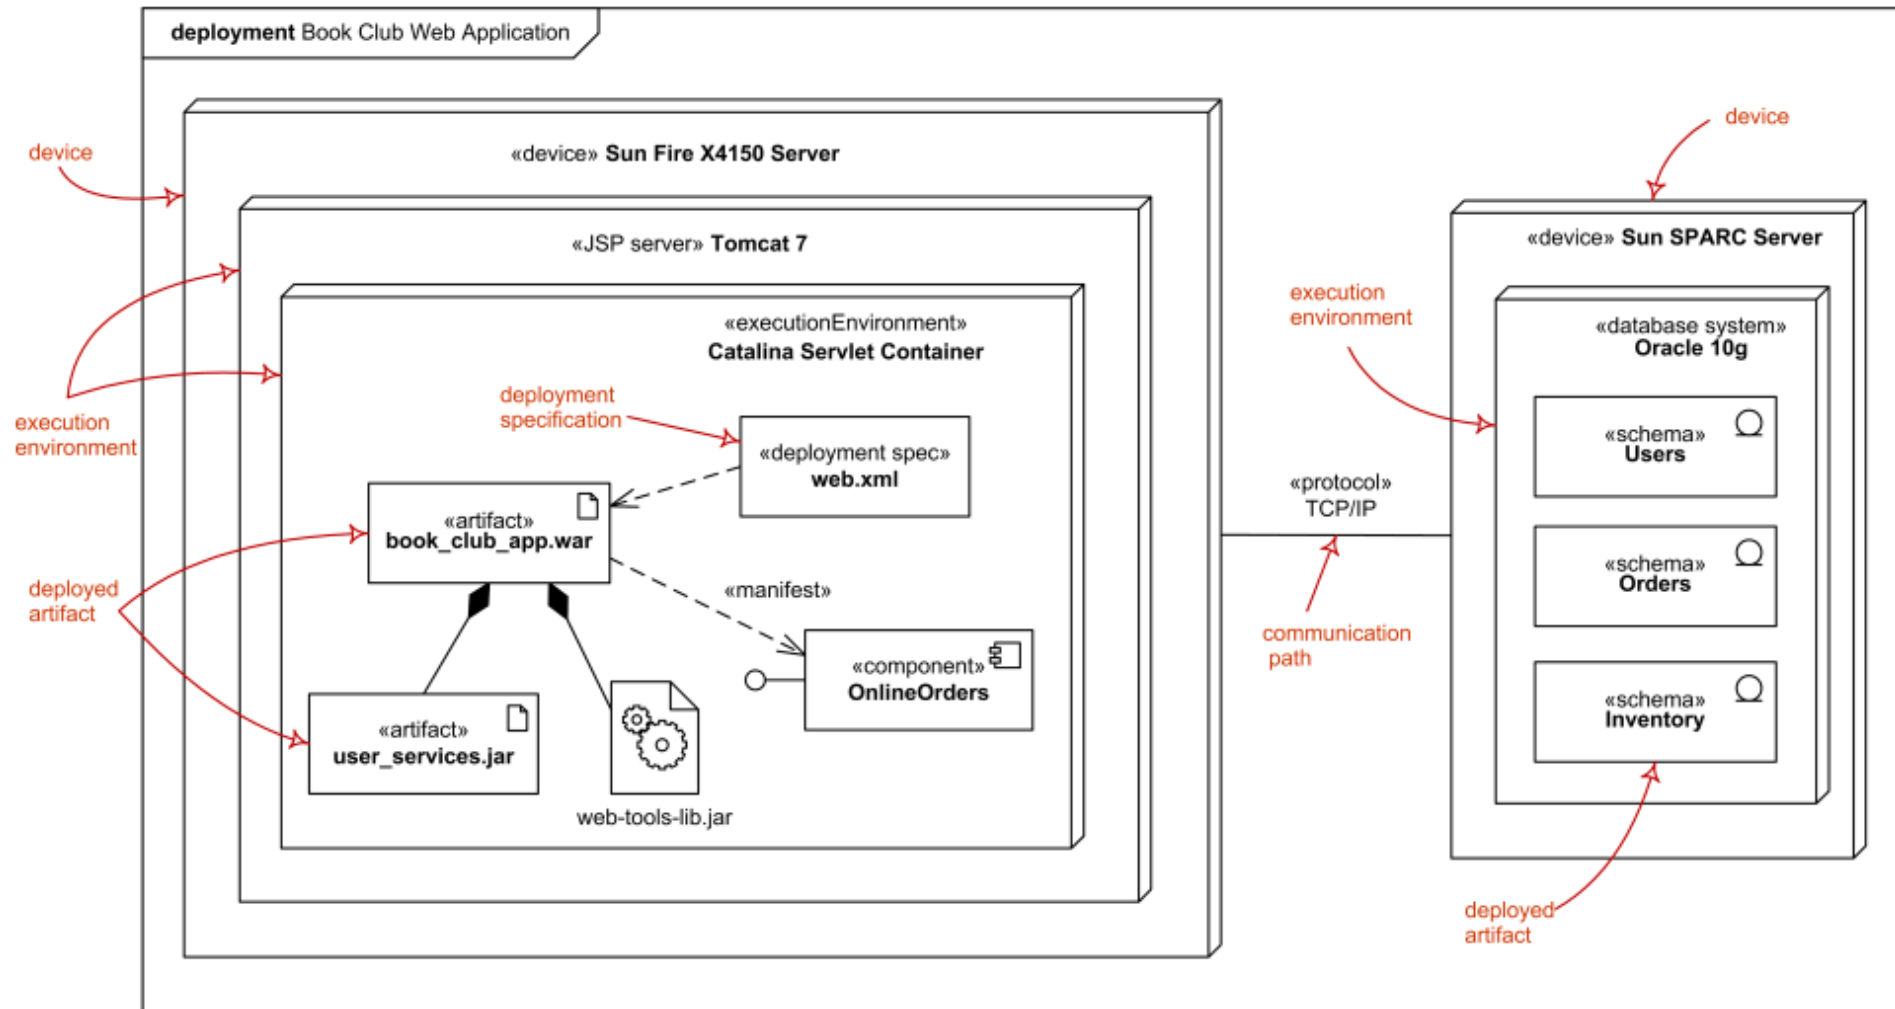 deployment Book Club Web Application
device
«device» Sun Fire X4150 Server
«JSP server» Tomcat 7
«executionEnvironment»
Catalina Servlet Container
execution
environment
deployment
specification
«deployment spec»
web.xml
«artifact»
book_club_app.war
«manifest»
deployed
artifact
«component»
OnlineOrders
«artifact»
user_services.jar
web-tools-lib.jar
«protocol»
TCP/IP
communication
path
device
«device» Sun SPARC Server
execution
environment
«database system»
Oracle 10g
«schema»
Users
«schema»
Orders
«schema»
Inventory
deployed
artifact